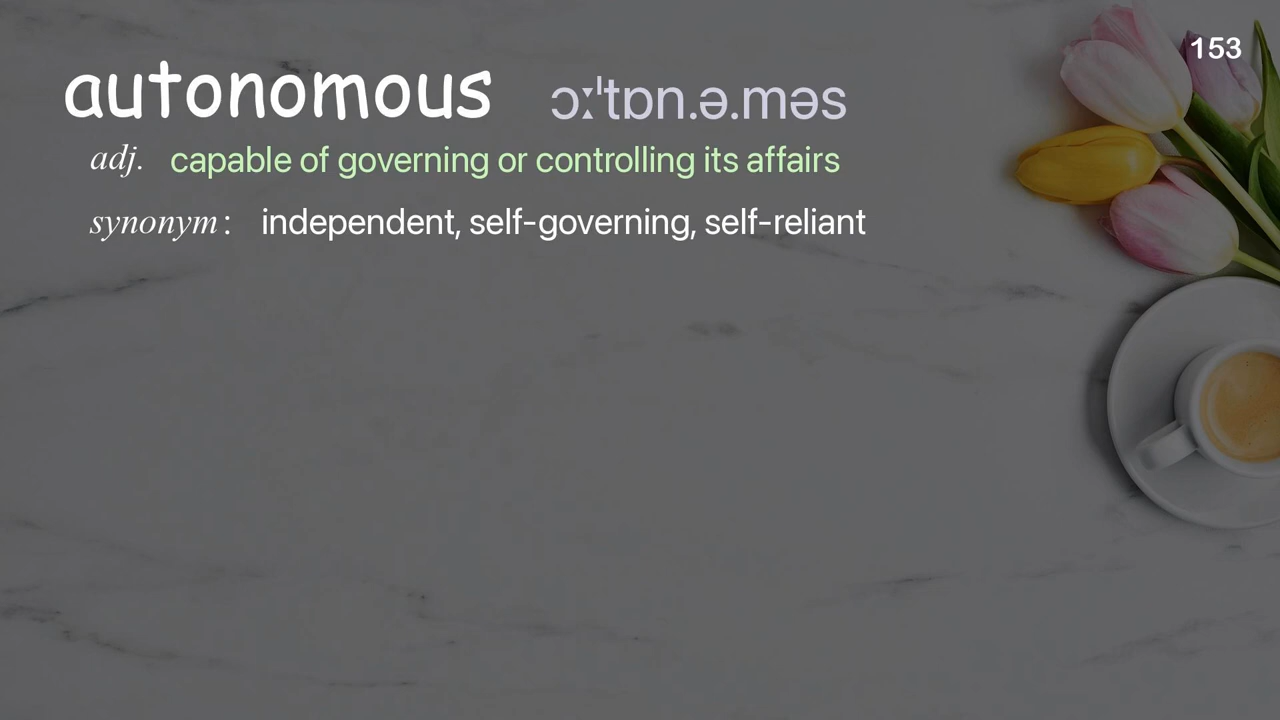 153
autonomous ɔːˈtɒn.ə.məs
adj. capable of governing or controlling its affairs
synonym: independent, self-governing, self-reliant